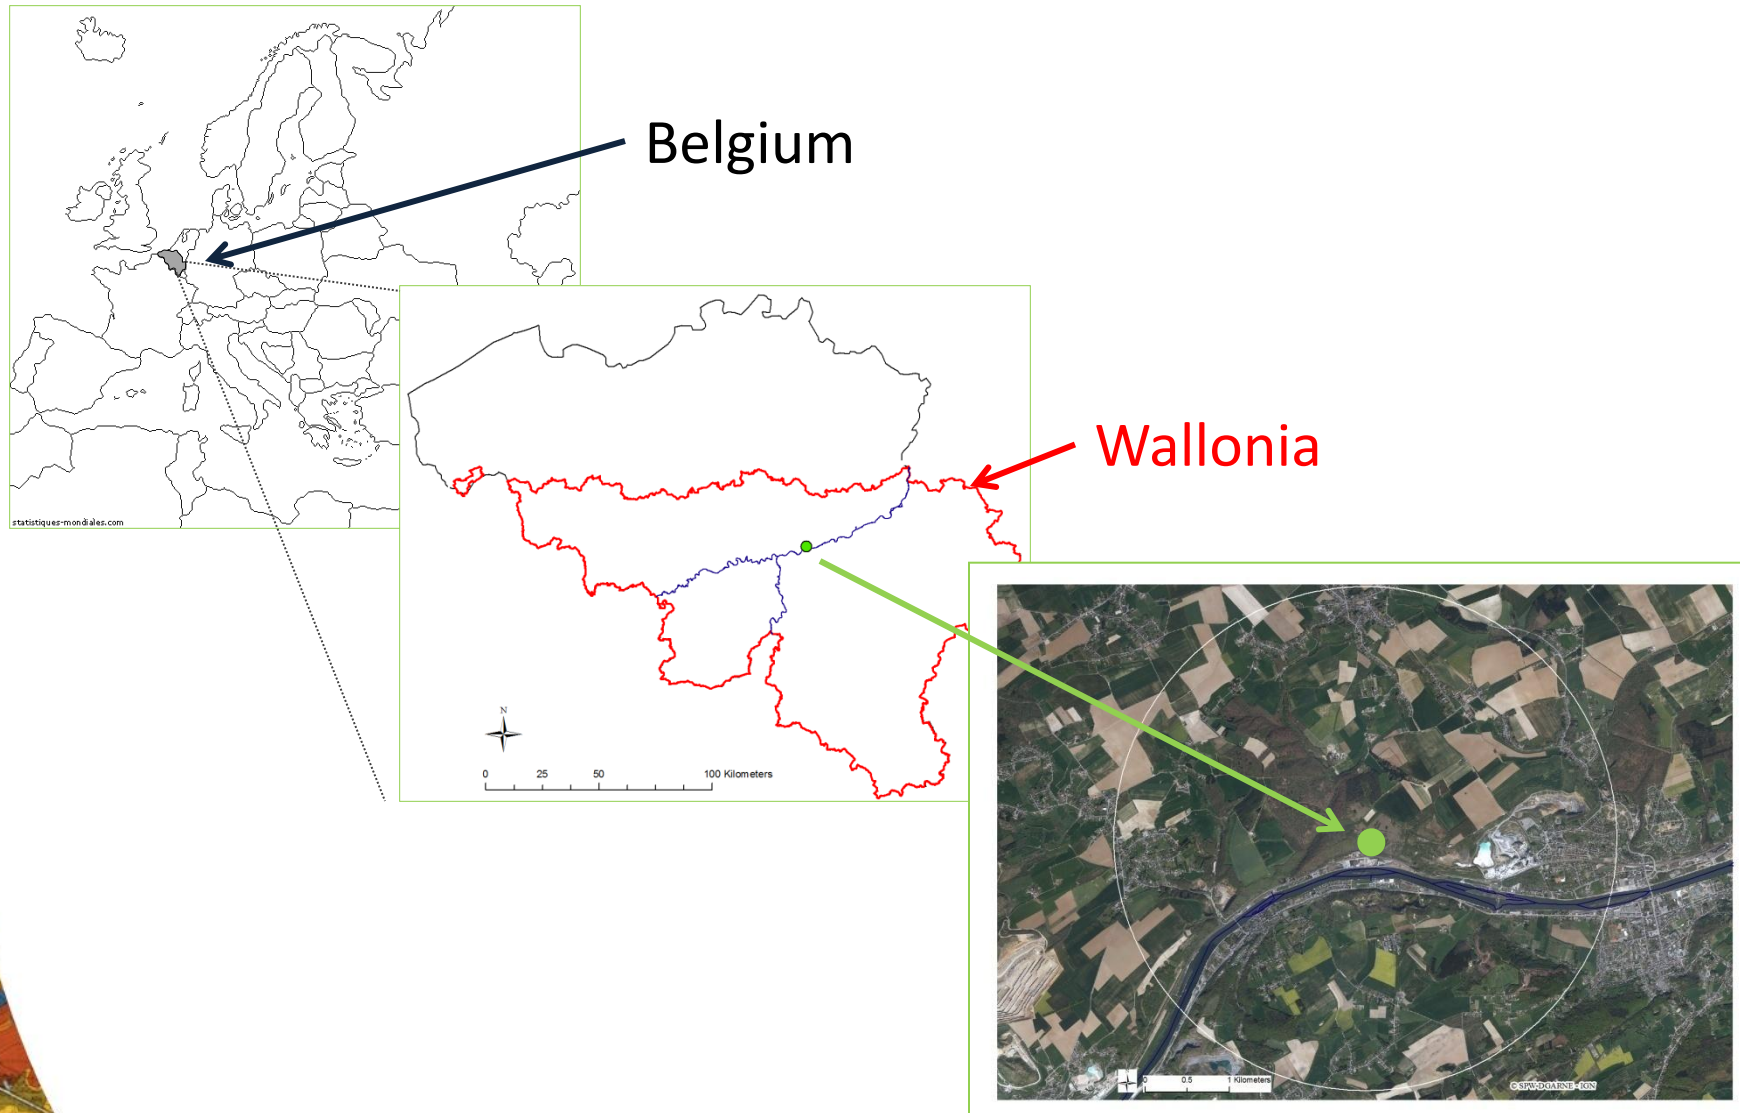 Belgium
statistiques-mondiales.com
Wallonia
N
0 25 50 100 Kilometers
0 0.5 1 Kilometers
© SPW-DGARNE - IGN